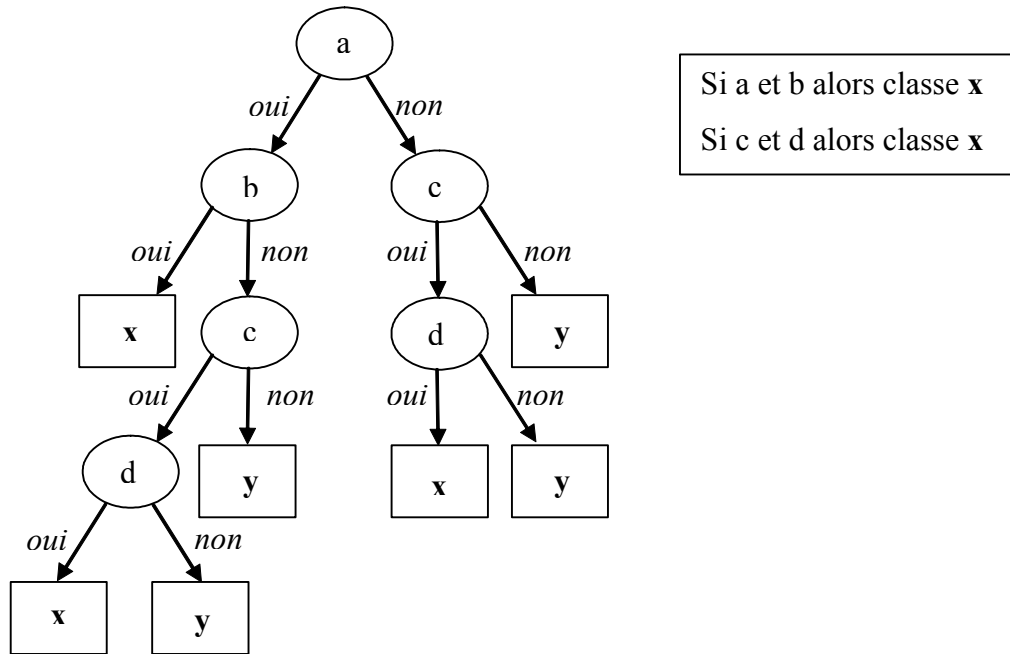 a
Si a et b alors classe x
oui non
Si c et d alors classe x
b c
oui non oui non
x c d y
oui non oui non
d y x y
oui non
x y